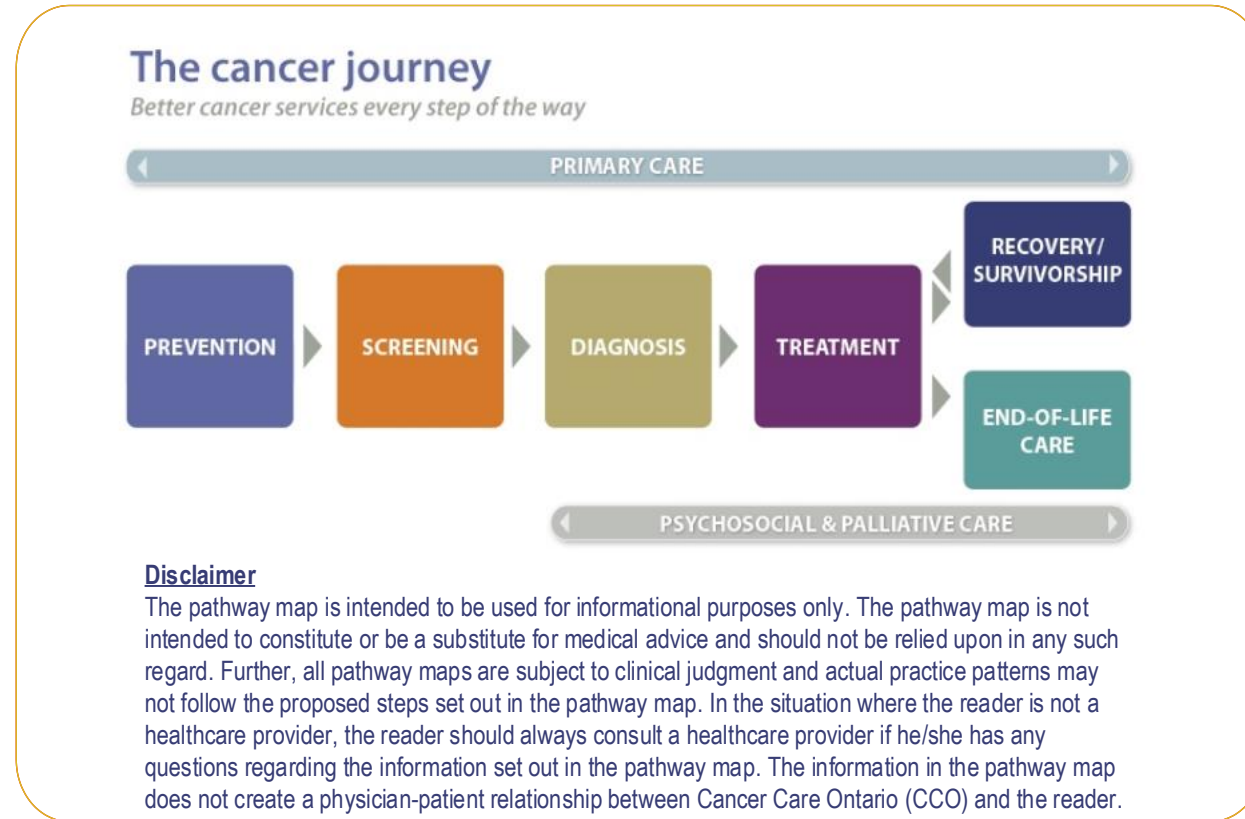 The cancer journey
Better cancer services every step of the way
PRIMARY CARE
PREVENTION
SCREENING
DIAGNOSIS
TREATMENT
RECOVERY/
SURVIVORSHIP
END-OF-LIFE
CARE
PSYCHOSOCIAL & PALLIATIVE CARE
Disclaimer
The pathway map is intended to be used for informational purposes only. The pathway map is not
intended to constitute or be a substitute for medical advice and should not be relied upon in any such
regard. Further, all pathway maps are subject to clinical judgment and actual practice patterns may
not follow the proposed steps set out in the pathway map. In the situation where the reader is not a
healthcare provider, the reader should always consult a healthcare provider if he/she has any
questions regarding the information set out in the pathway map. The information in the pathway map
does not create a physician-patient relationship between Cancer Care Ontario (CCO) and the reader.